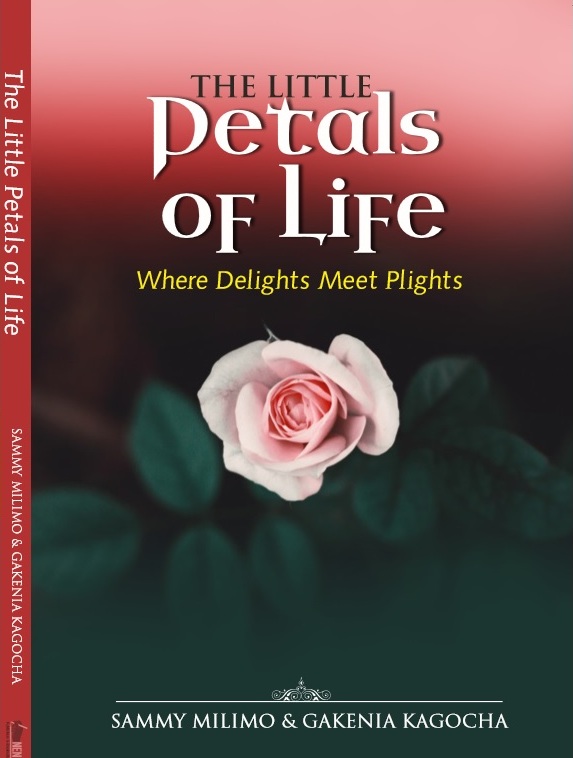 The Little Petals of Life
SAMMY MILIMO & GAKENIA KAGOCHA
NEN
THE LITTLE
Petals
of Life
Where Delights Meet Plights
SAMMY MILIMO & GAKENIA KAGOCHA